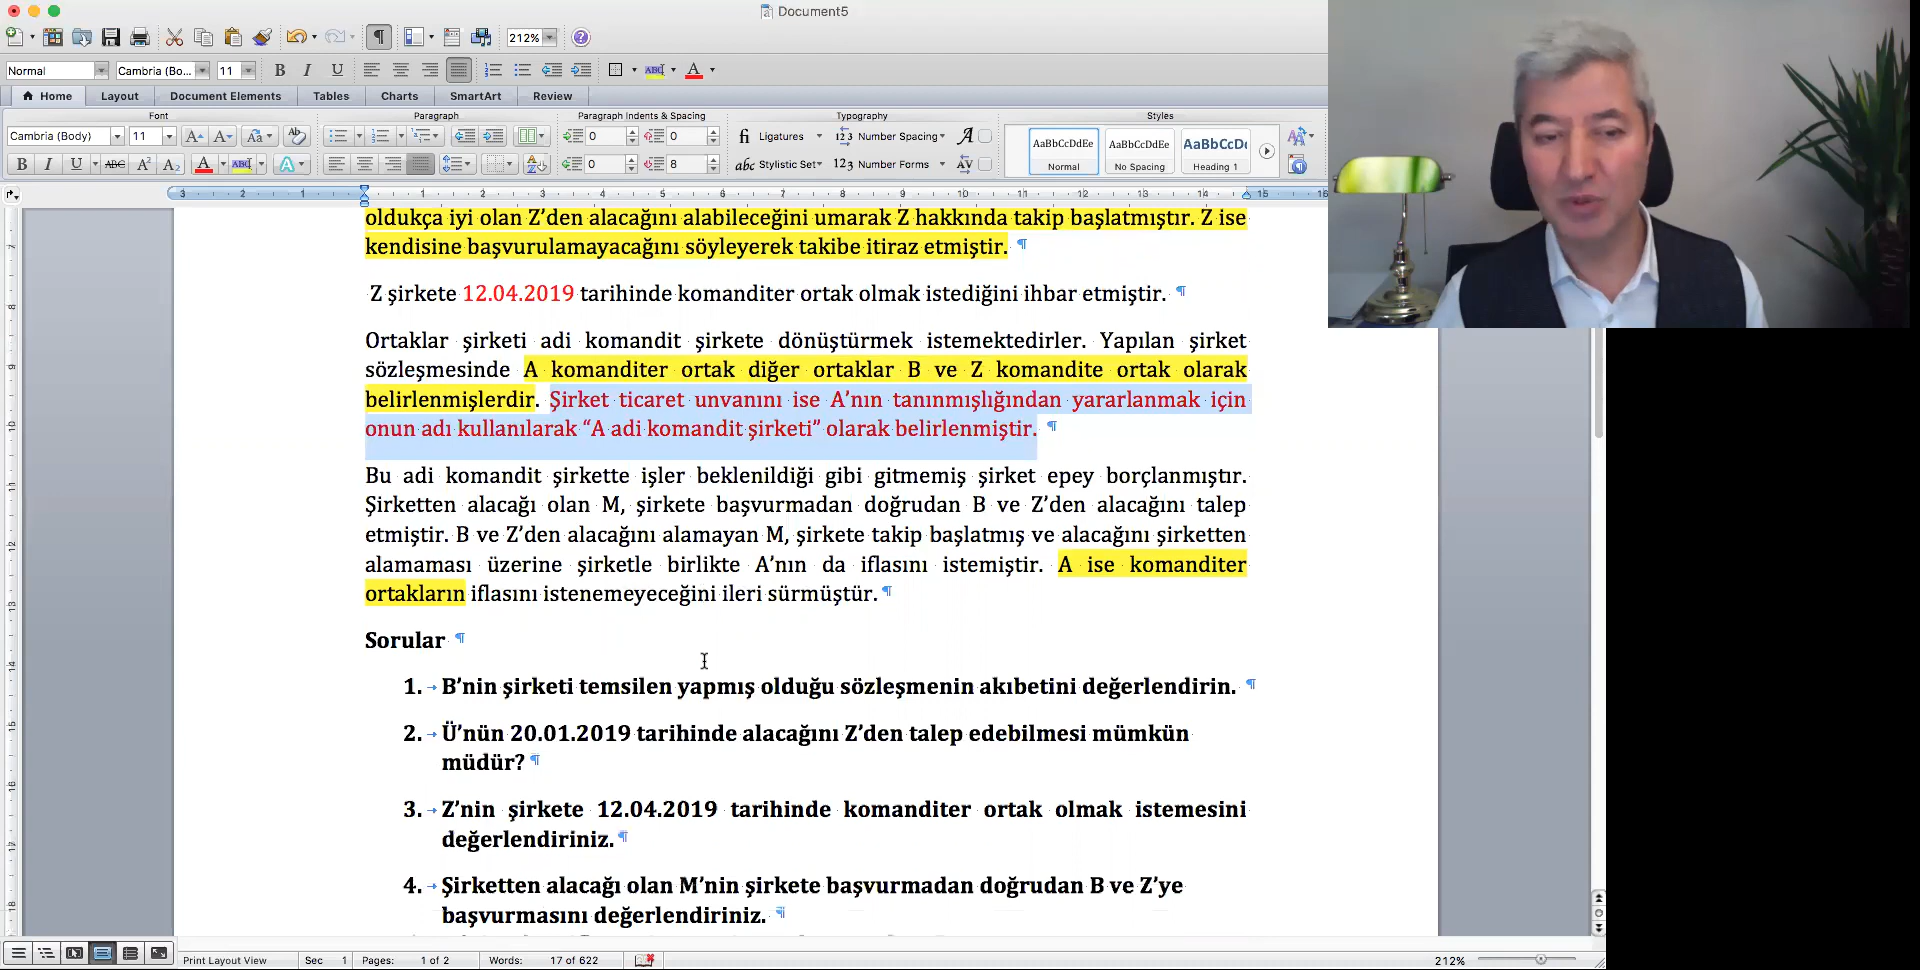 Document5
212%
Normal
Cambria (Bo...
11
Home
Layout
Document Elements
Tables
Charts
SmartArt
Review
Font
Paragraph
Paragraph Indents & Spacing
Typography
Styles
Cambria (Body)
11
0
0
Ligatures
Number Spacing
AaBbCcDdEe
AaBbCcDdEe
AaBbCcD
0
8
Stylistic Set
Number Forms
Normal
No Spacing
Heading 1
oldukça iyi olan Z’den alacağını alabileceğini umarak Z hakkında takip başlatmıştır. Z ise
kendisine başvurulamayacağını söyleyerek takibe itiraz etmiştir. ¶
Z şirkete 12.04.2019 tarihinde komanditer ortak olmak istediğini ihbar etmiştir. ¶
Ortaklar şirketi adi komandit şirkete dönüştürmek istemektedirler. Yapılan şirket
sözleşmesinde A komanditer ortak diğer ortaklar B ve Z komandite ortak olarak
belirlenmişlerdir. Şirket ticaret unvanını ise A’nın tanınmışlığından yararlanmak için
onun adı kullanılarak “A adi komandit şirketi” olarak belirlenmiştir. ¶
Bu adi komandit şirkette işler beklenildiği gibi gitmemiş şirket epey borçlanmıştır.
Şirketten alacağı olan M, şirkete başvurmadan doğrudan B ve Z’den alacağını talep
etmiştir. B ve Z’den alacağını alamayan M, şirkete takip başlatmış ve alacağını şirketten
alamaması üzerine şirketle birlikte A’nın da iflasını istemiştir. A ise komanditer
ortakların iflasını istenemeyeceğini ileri sürmüştür. ¶
Sorular ¶
1. B’nin şirketi temsilen yapmış olduğu sözleşmenin akıbetini değerlendirin. ¶
2. Ü’nün 20.01.2019 tarihinde alacağını Z’den talep edebilmesi mümkün
müdür? ¶
3. Z’nin şirkete 12.04.2019 tarihinde komanditer ortak olmak istemesini
değerlendiriniz. ¶
4. Şirketten alacağı olan M’nin şirkete başvurmadan doğrudan B ve Z’ye
başvurmasını değerlendiriniz. ¶
Print Layout View
Sec 1
Pages: 1 of 2
Words: 17 of 622
212%